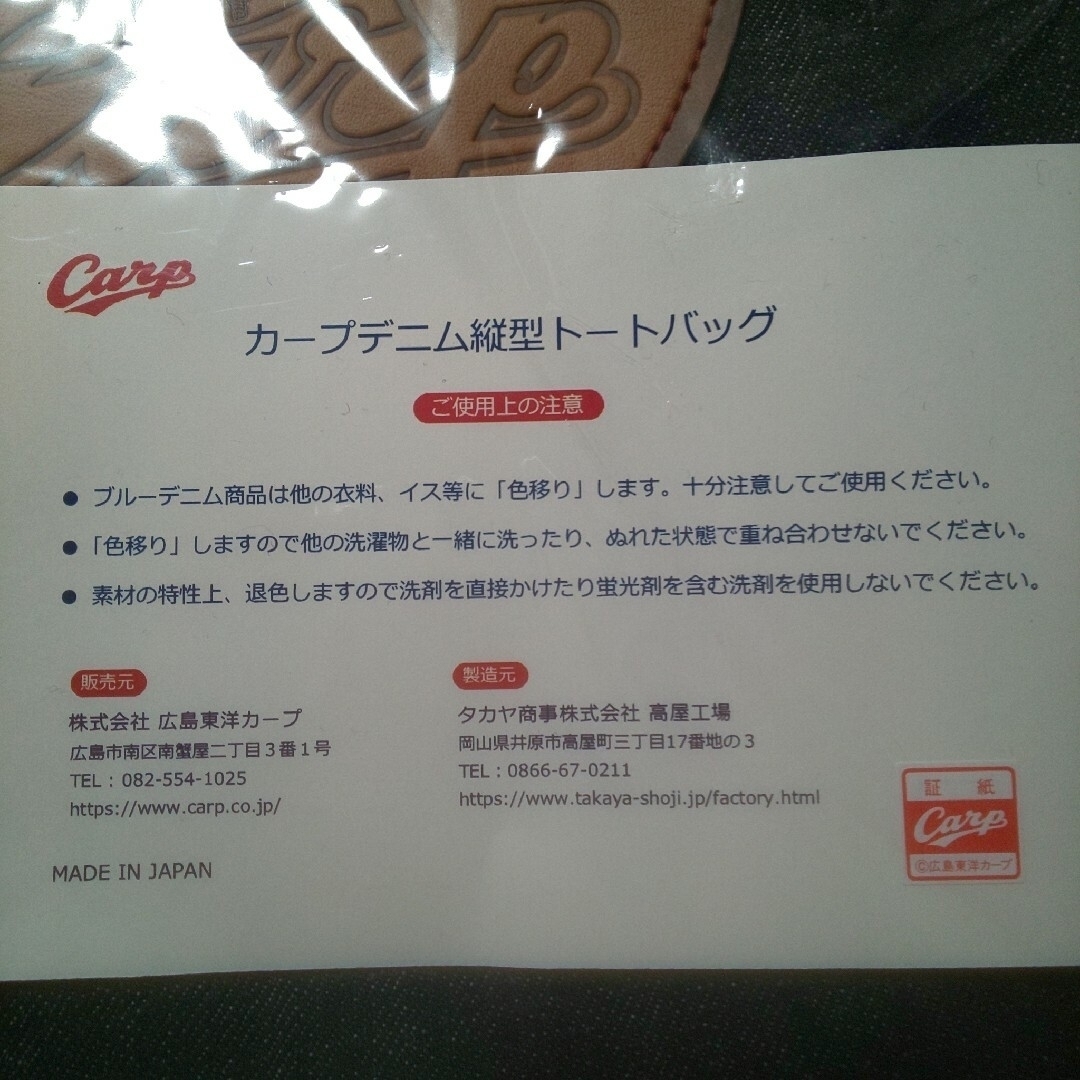 Carp
Carp
カープデニム縦型トートバッグ
ご使用上の注意
● ブルーデニム商品は他の衣料、イス等に「色移り」します。十分注意してご使用ください。
● 「色移り」しますので他の洗濯物と一緒に洗ったり、ぬれた状態で重ね合わせないでください。
● 素材の特性上、退色しますので洗剤を直接かけたり蛍光剤を含む洗剤を使用しないでください。
販売元
株式会社 広島東洋カープ
広島市南区南蟹屋二丁目3番1号
TEL:082-554-1025
https://www.carp.co.jp/
MADE IN JAPAN
製造元
タカヤ商事株式会社 高屋工場
岡山県井原市高屋町三丁目17番地の3
TEL:0866-67-0211
https://www.takaya-shoji.jp/factory.html
証紙
Carp
©広島東洋カープ